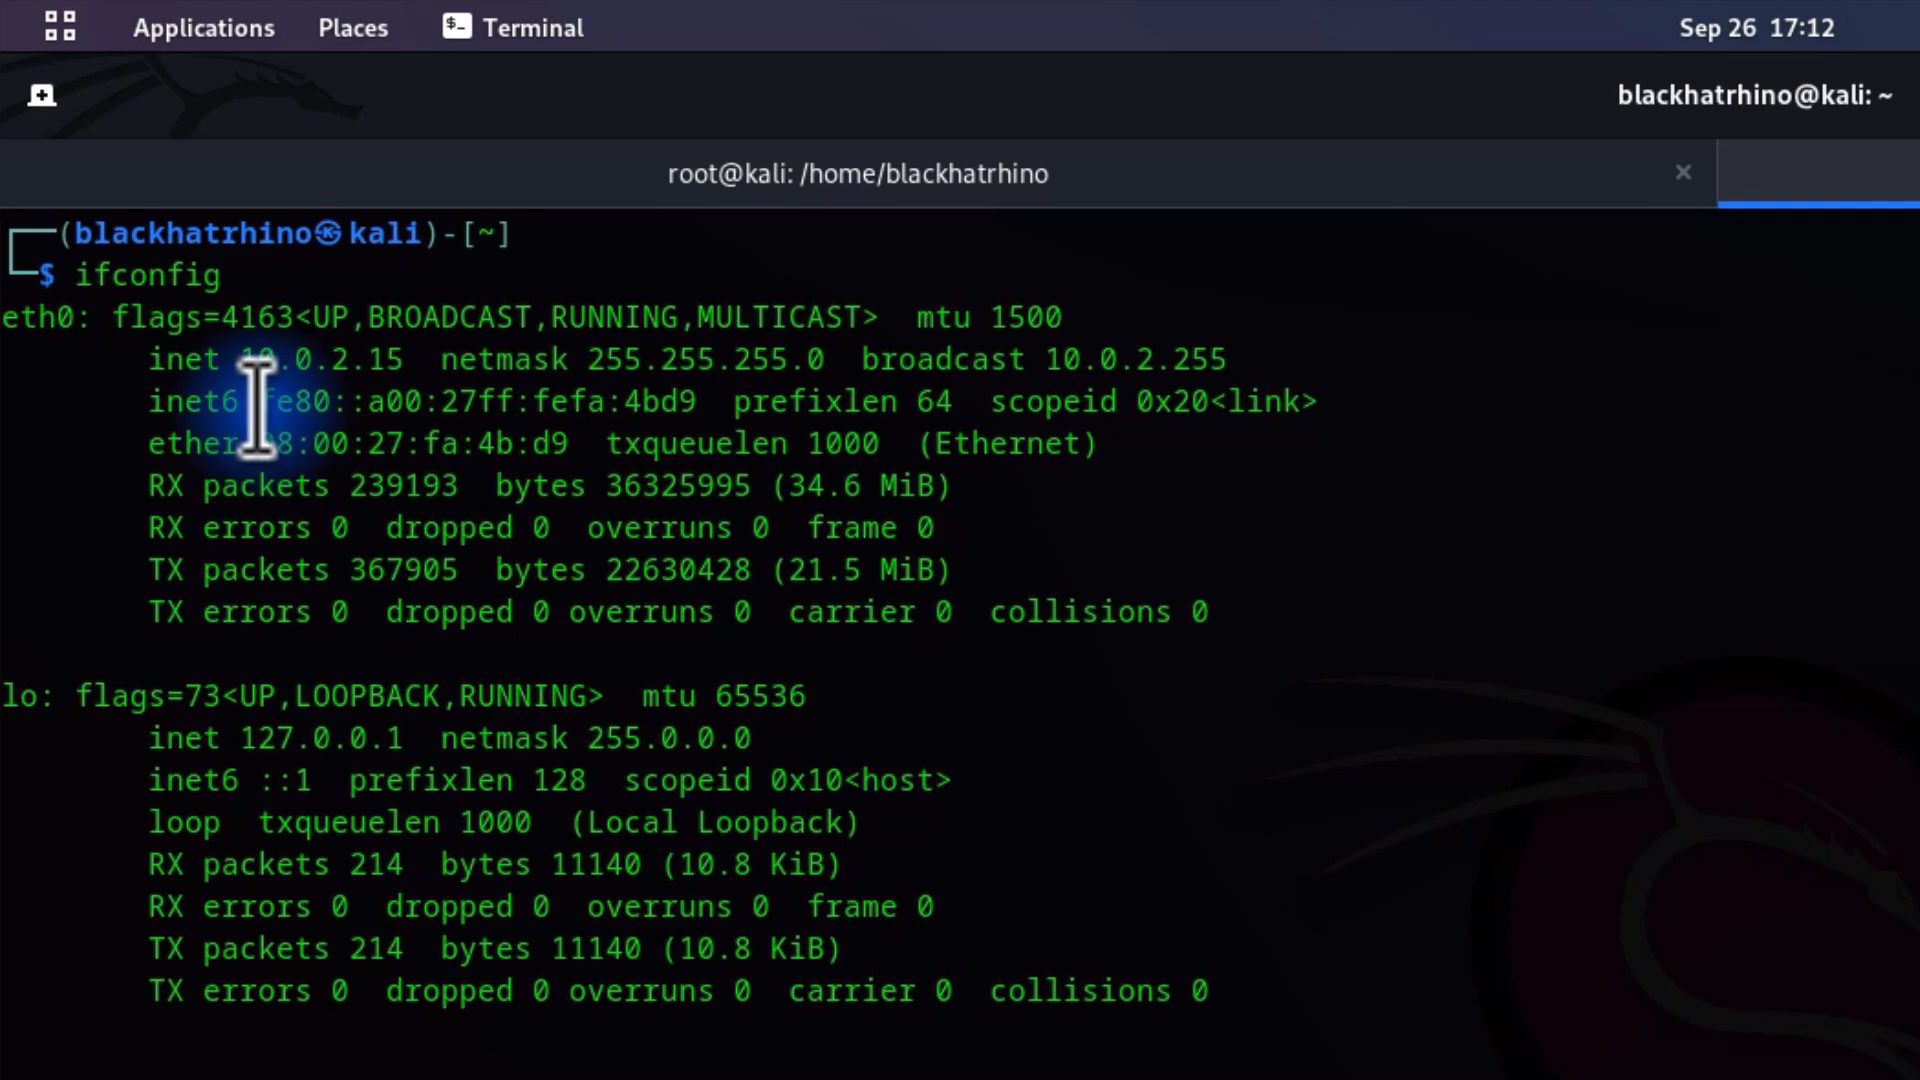 Applications Places Terminal Sep 26 17:12
blackhatrhino@kali: ~
root@kali: /home/blackhatrhino
(blackhatrhino㉿kali)-[~]
$ ifconfig
eth0: flags=4163<UP,BROADCAST,RUNNING,MULTICAST> mtu 1500
inet 10.0.2.15 netmask 255.255.255.0 broadcast 10.0.2.255
inet6 fe80::a00:27ff:fefa:4bd9 prefixlen 64 scopeid 0x20<link>
ether 08:00:27:fa:4b:d9 txqueuelen 1000 (Ethernet)
RX packets 239193 bytes 36325995 (34.6 MiB)
RX errors 0 dropped 0 overruns 0 frame 0
TX packets 367905 bytes 22630428 (21.5 MiB)
TX errors 0 dropped 0 overruns 0 carrier 0 collisions 0
lo: flags=73<UP,LOOPBACK,RUNNING> mtu 65536
inet 127.0.0.1 netmask 255.0.0.0
inet6 ::1 prefixlen 128 scopeid 0x10<host>
loop txqueuelen 1000 (Local Loopback)
RX packets 214 bytes 11140 (10.8 KiB)
RX errors 0 dropped 0 overruns 0 frame 0
TX packets 214 bytes 11140 (10.8 KiB)
TX errors 0 dropped 0 overruns 0 carrier 0 collisions 0